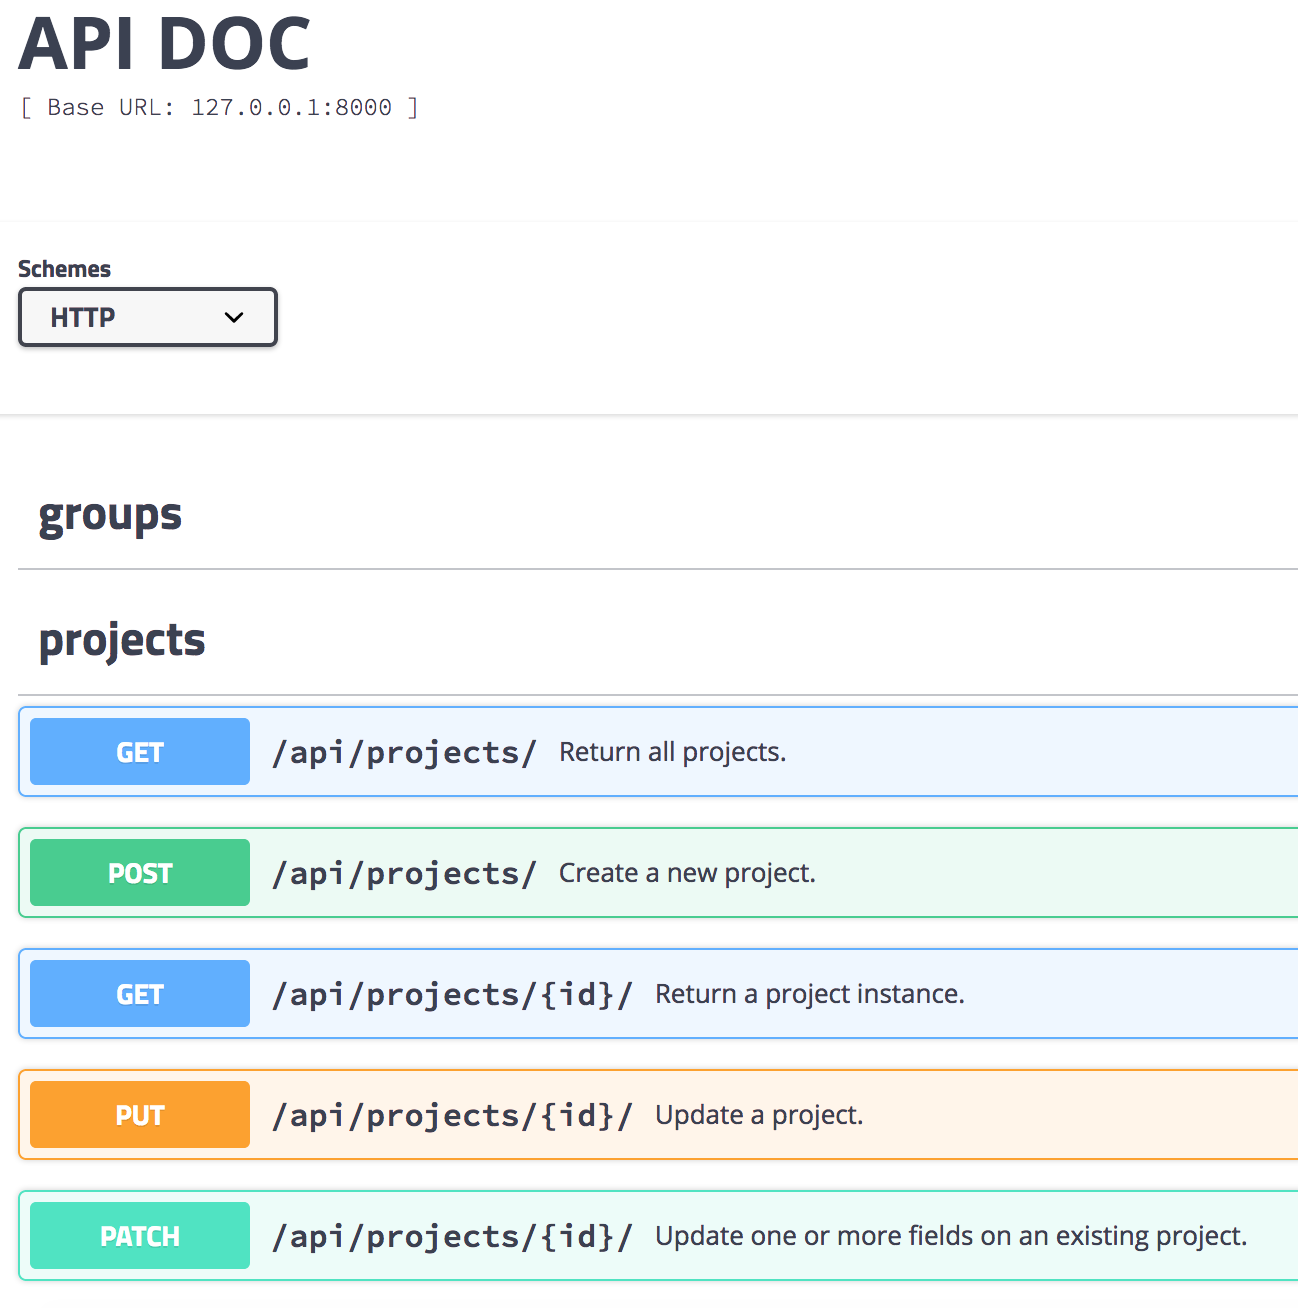 API DOC
[ Base URL: 127.0.0.1:8000 ]
Schemes
HTTP
groups
projects
GET /api/projects/ Return all projects.
POST /api/projects/ Create a new project.
GET /api/projects/{id}/ Return a project instance.
PUT /api/projects/{id}/ Update a project.
PATCH /api/projects/{id}/ Update one or more fields on an existing project.